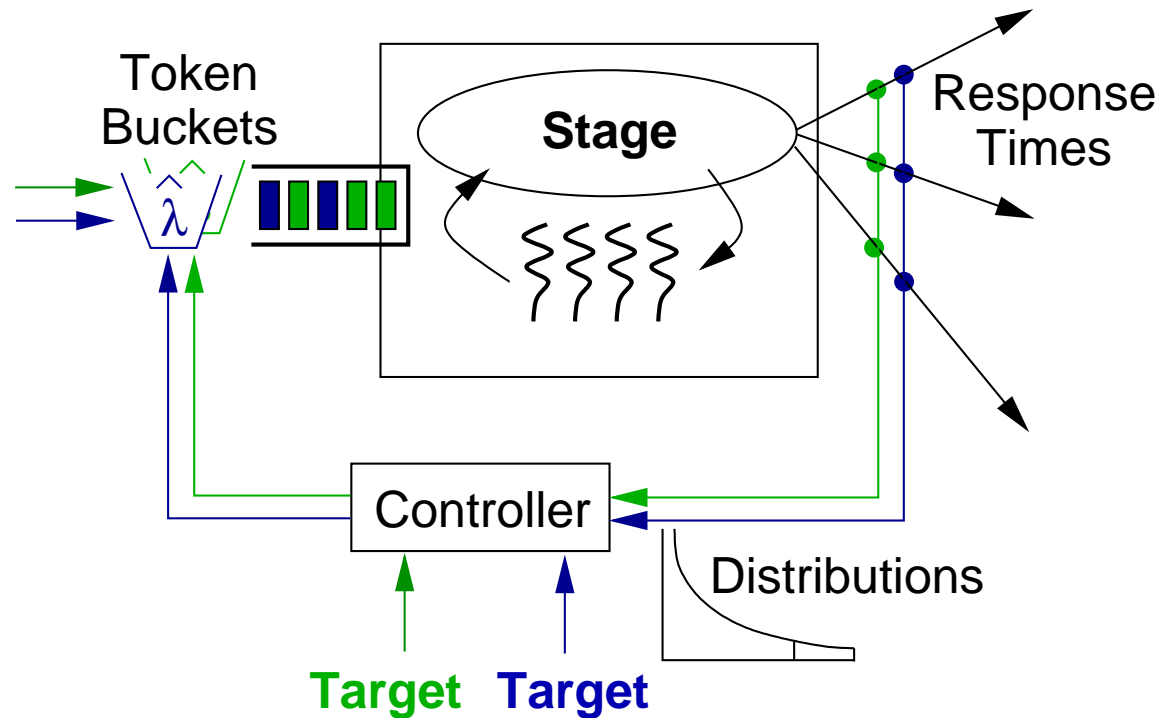 Token
Buckets
λ̂
Stage
Response
Times
Controller
Distributions
Target
Target